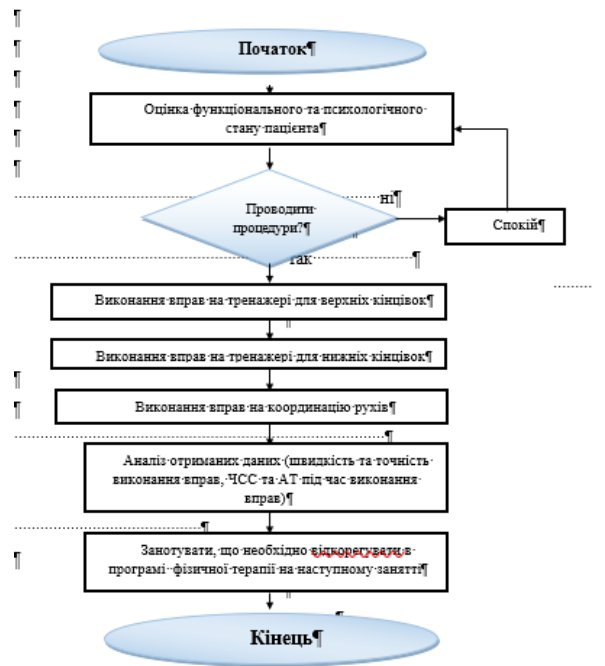 Початок
Оцінка функціонального та психологічного
стану пацієнта
ні
Проводити
процедури?
Спокій
так
Виконання вправ на тренажері для верхніх кінцівок
Виконання вправ на тренажері для нижніх кінцівок
Виконання вправ на координацію рухів
Аналіз отриманих даних (швидкість та точність
виконання вправ, ЧСС та АТ під час виконання
вправ)
Занотувати, що необхідно відкорегувати в
програмі фізичної терапії на наступному занятті
Кінець